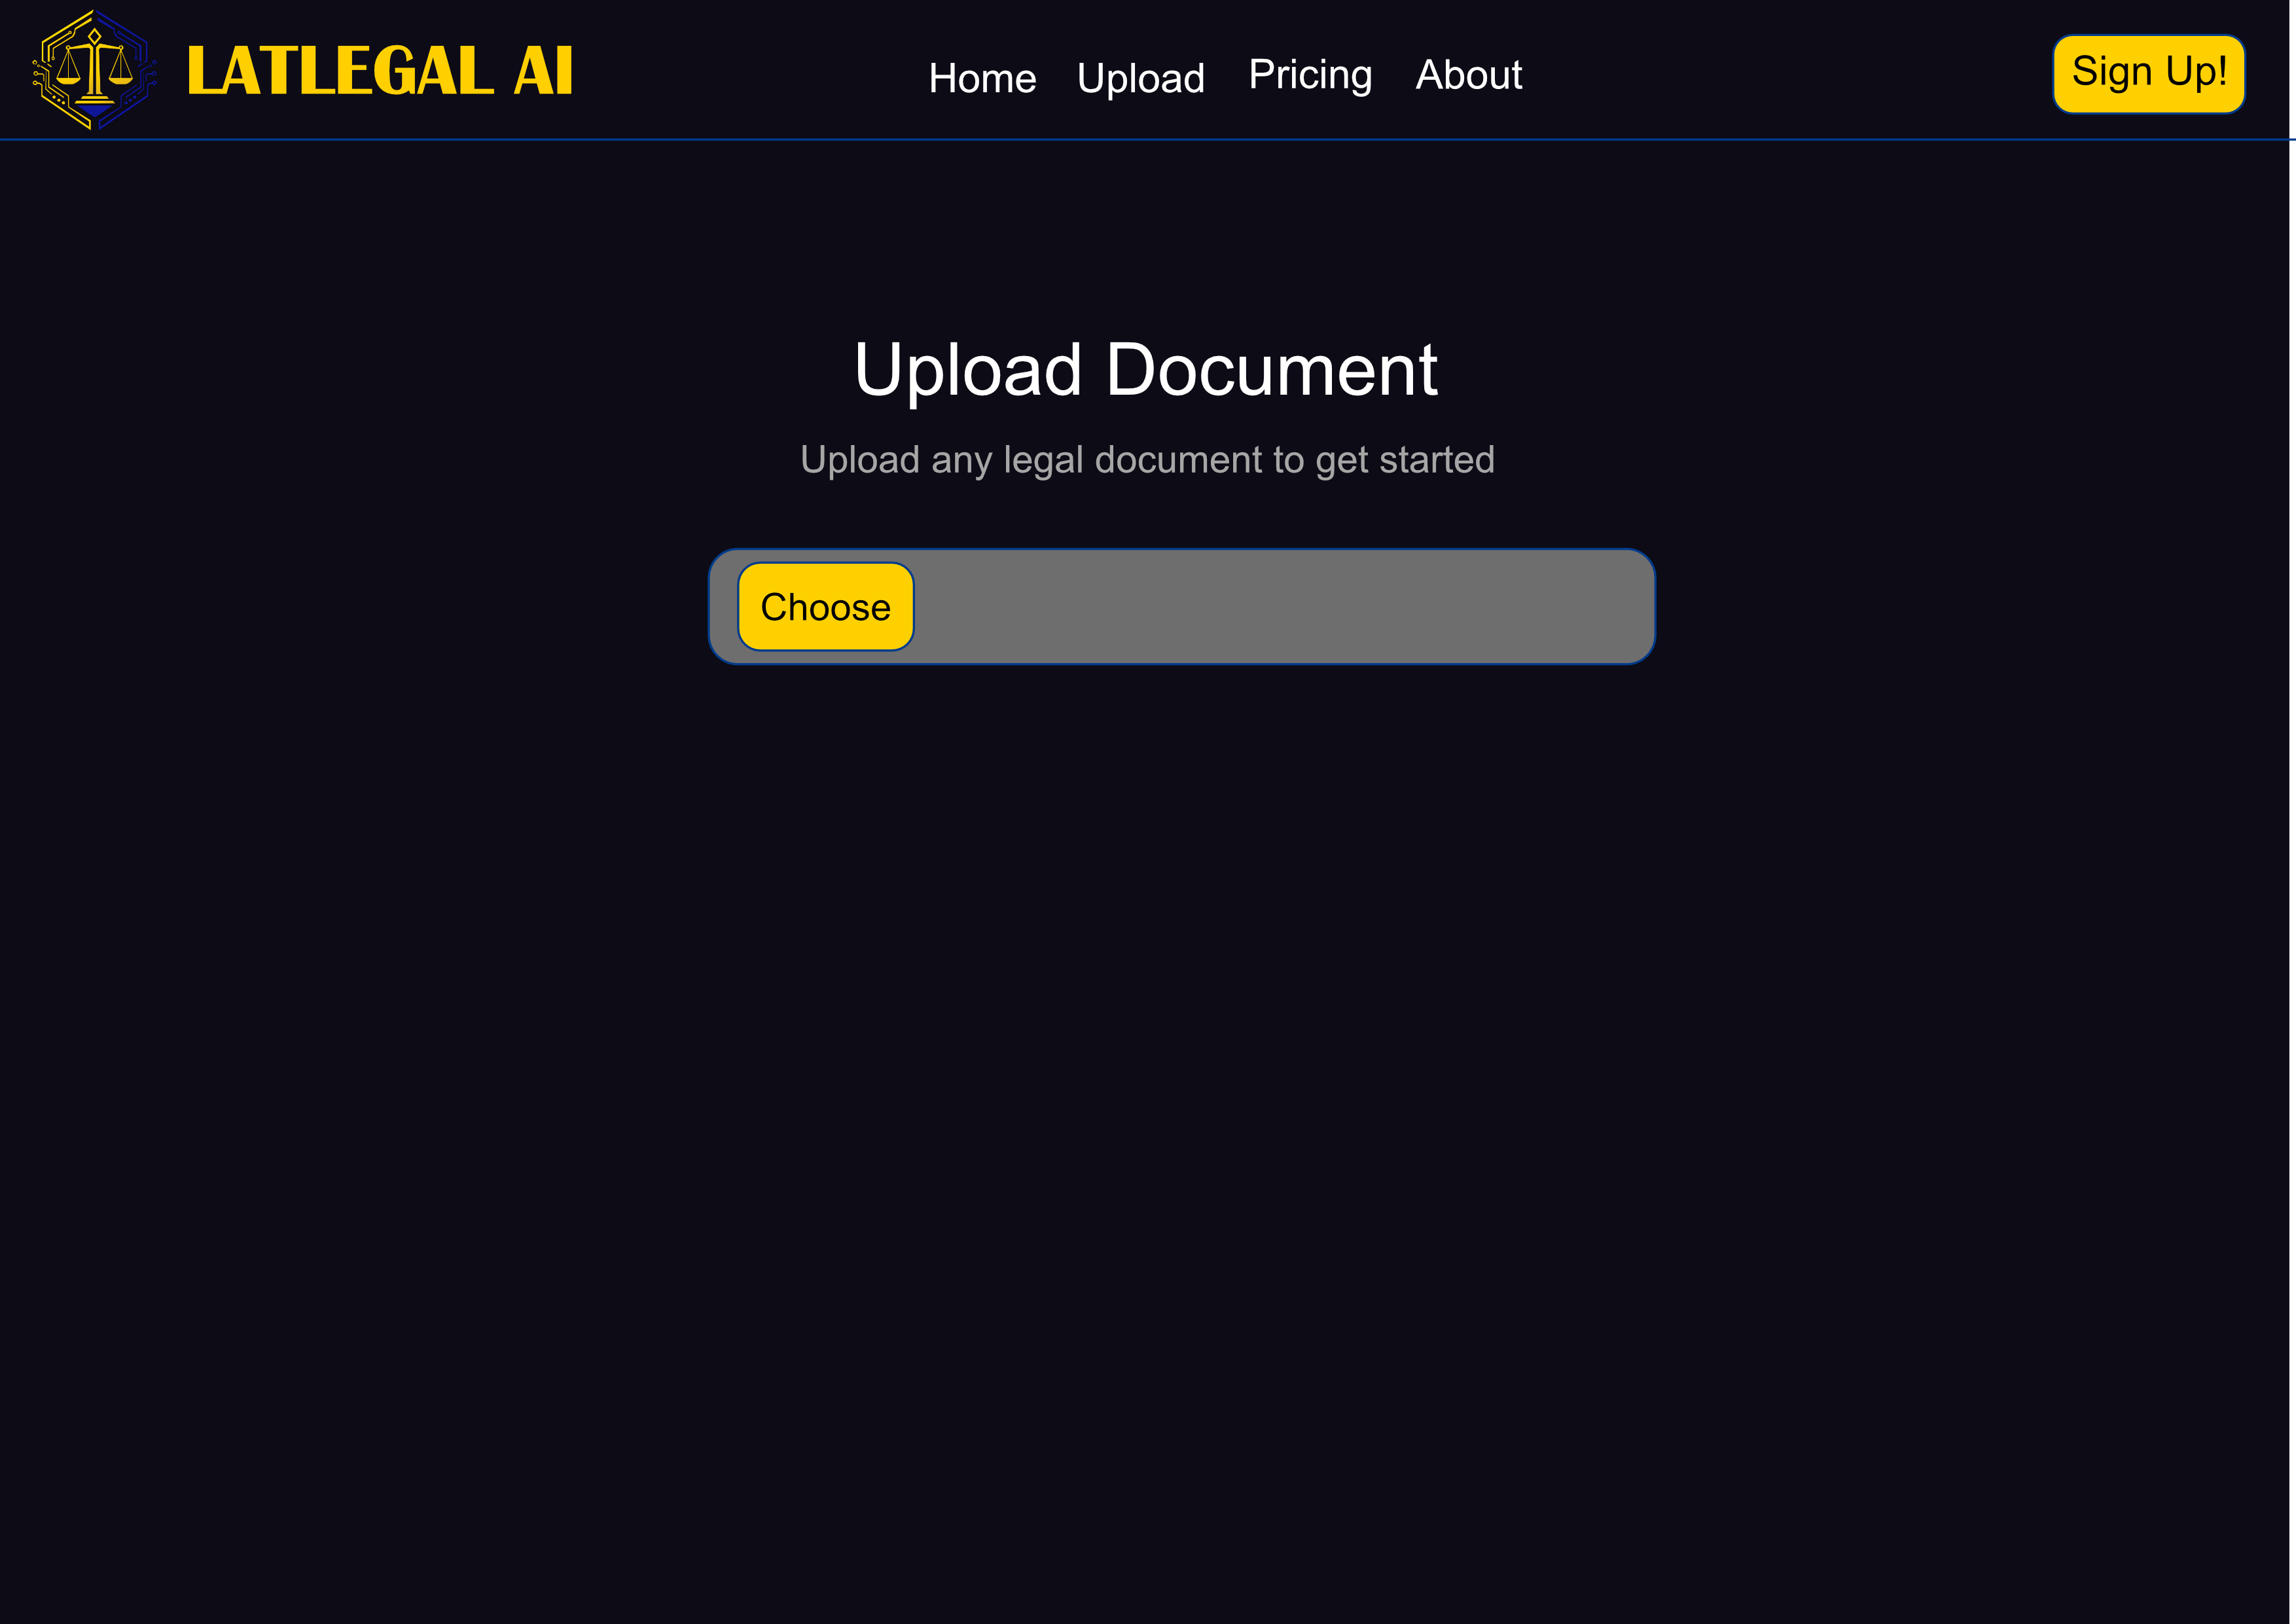 LATLEGAL AI
Home Upload Pricing About
Sign Up!
Upload Document
Upload any legal document to get started
Choose